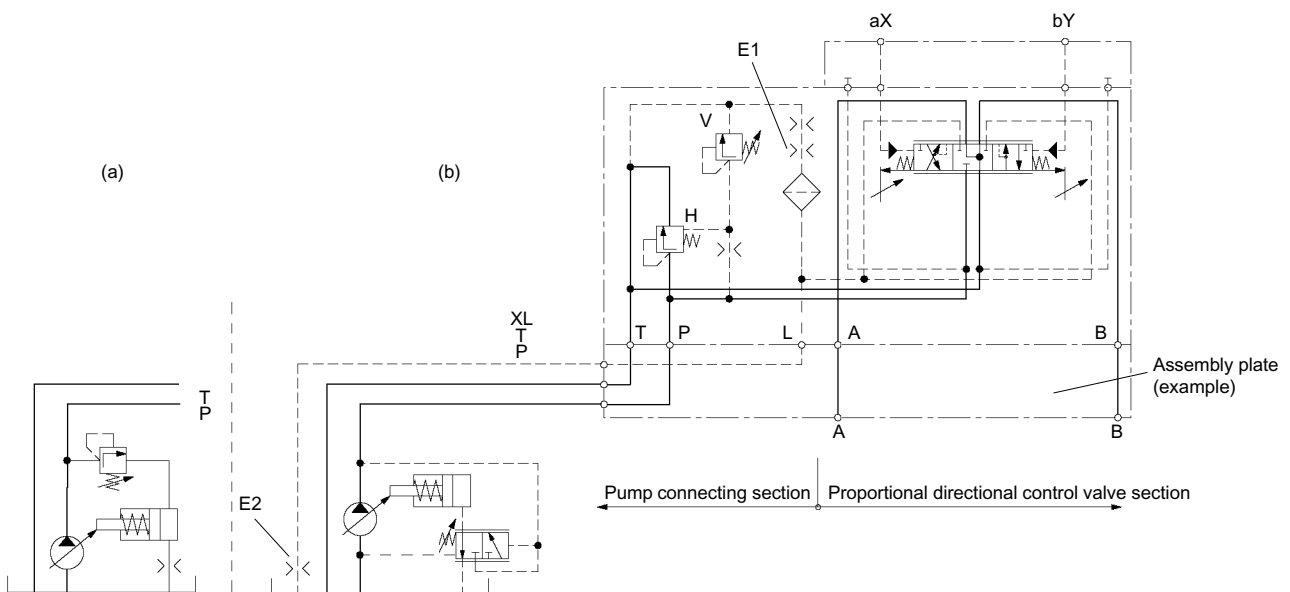 aX
bY
E1
V
(a)
(b)
H
XL
T
P
T
P
L
A
B
Assembly plate
(example)
T
P
A
B
Pump connecting section
Proportional directional control valve section
E2